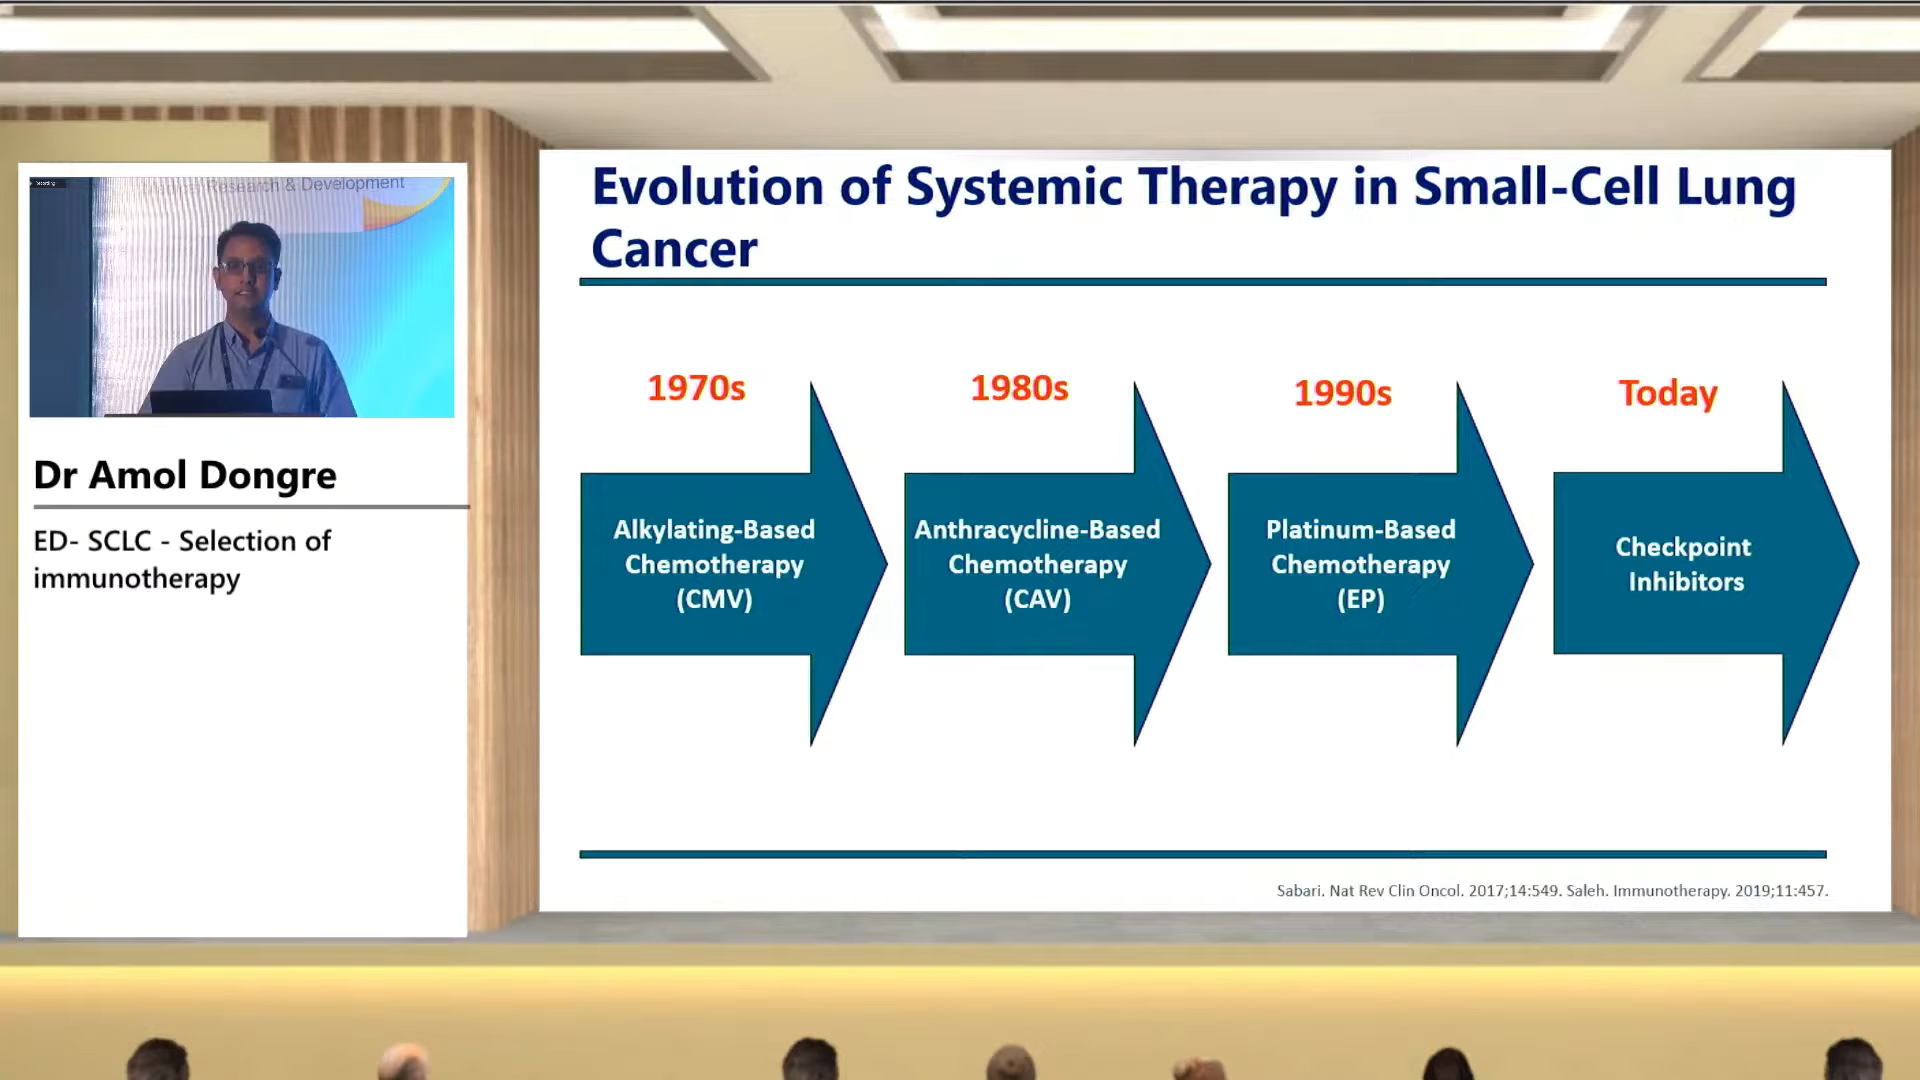 Recording
Research & Development
Dr Amol Dongre
ED- SCLC - Selection of
immunotherapy
Evolution of Systemic Therapy in Small-Cell Lung
Cancer
1970s
1980s
1990s
Today
Alkylating-Based
Chemotherapy
(CMV)
Anthracycline-Based
Chemotherapy
(CAV)
Platinum-Based
Chemotherapy
(EP)
Checkpoint
Inhibitors
Sabari. Nat Rev Clin Oncol. 2017;14:549. Saleh. Immunotherapy. 2019;11:457.